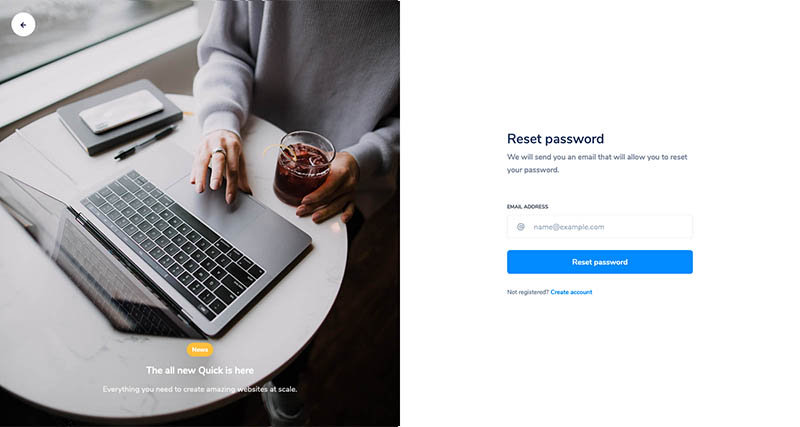 News
The all new Quick is here
Everything you need to create amazing websites at scale.
Reset password
We will send you an email that will allow you to reset
your password.
EMAIL ADDRESS
@ name@example.com
Reset password
Not registered? Create account